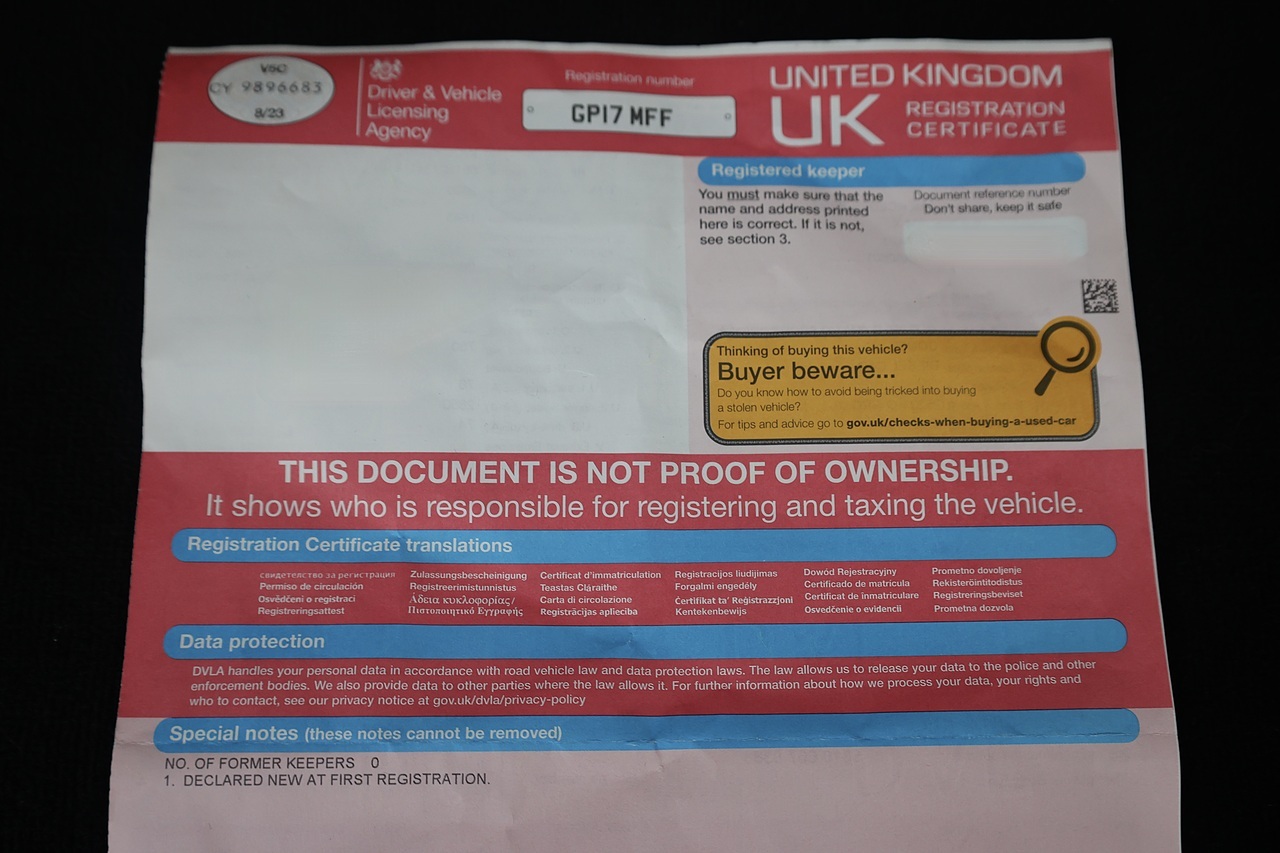 V5C
CY 9896683
8/23
Driver & Vehicle
Licensing
Agency
Registration number
GP17 MFF
UNITED KINGDOM
UK
REGISTRATION
CERTIFICATE
Registered keeper
You must make sure that the
name and address printed
here is correct. If it is not,
see section 3.
Document reference number
Don't share, keep it safe
Thinking of buying this vehicle?
Buyer beware...
Do you know how to avoid being tricked into buying
a stolen vehicle?
For tips and advice go to gov.uk/checks-when-buying-a-used-car
THIS DOCUMENT IS NOT PROOF OF OWNERSHIP.
It shows who is responsible for registering and taxing the vehicle.
Registration Certificate translations
свидетелство за регистрация
Permiso de circulación
Osvědčení o registraci
Registreringsattest
Zulassungsbescheinigung
Registreerimistunnistus
Άδεια κυκλοφορίας/
Πιστοποιητικό Εγγραφής
Certificat d'immatriculation
Teastas Cláraithe
Carta di circolazione
Reģistrācijas apliecība
Registracijos liudijimas
Forgalmi engedély
Ċertifikat ta' Reġistrazzjoni
Kentekenbewijs
Dowód Rejestracyjny
Certificado de matrícula
Certificat de înmatriculare
Osvedčenie o evidencii
Prometno dovoljenje
Rekisteröintitodistus
Registreringsbeviset
Prometna dozvola
Data protection
DVLA handles your personal data in accordance with road vehicle law and data protection laws. The law allows us to release your data to the police and other
enforcement bodies. We also provide data to other parties where the law allows it. For further information about how we process your data, your rights and
who to contact, see our privacy notice at gov.uk/dvla/privacy-policy
Special notes (these notes cannot be removed)
NO. OF FORMER KEEPERS 0
1. DECLARED NEW AT FIRST REGISTRATION.